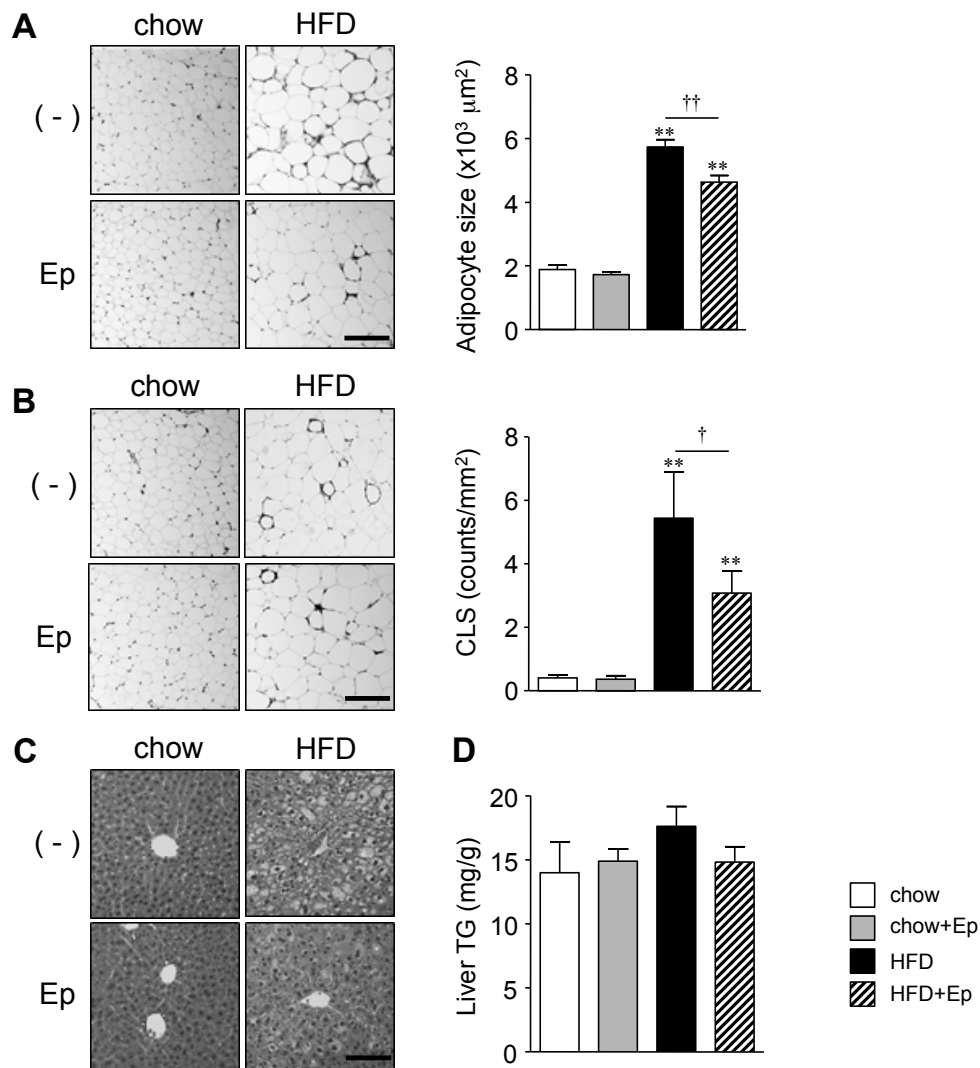 A
chow HFD
( - )
Ep
Adipocyte size (x10³ μm²)
8
6
4
2
0
**
††
**
B
chow HFD
( - )
Ep
CLS (counts/mm²)
8
6
4
2
0
**
†
**
C
chow HFD
( - )
Ep
D
Liver TG (mg/g)
20
15
10
5
0
chow
chow+Ep
HFD
HFD+Ep